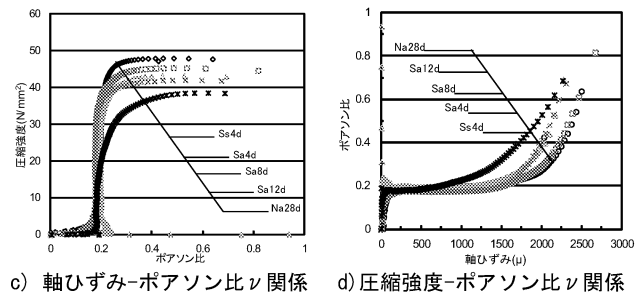 圧縮強度(N/mm²)
60
50
40
30
20
10
0
Ss4d
Sa4d
Sa8d
Sa12d
Na28d
0 0.2 0.4 0.6 0.8 1
ポアソン比
c) 軸ひずみ-ポアソン比ν関係
ポアソン比
1
0.8
0.6
0.4
0.2
0
Na28d
Sa12d
Sa8d
Sa4d
Ss4d
0 500 1000 1500 2000 2500 3000
軸ひずみ(μ)
d)圧縮強度-ポアソン比ν関係